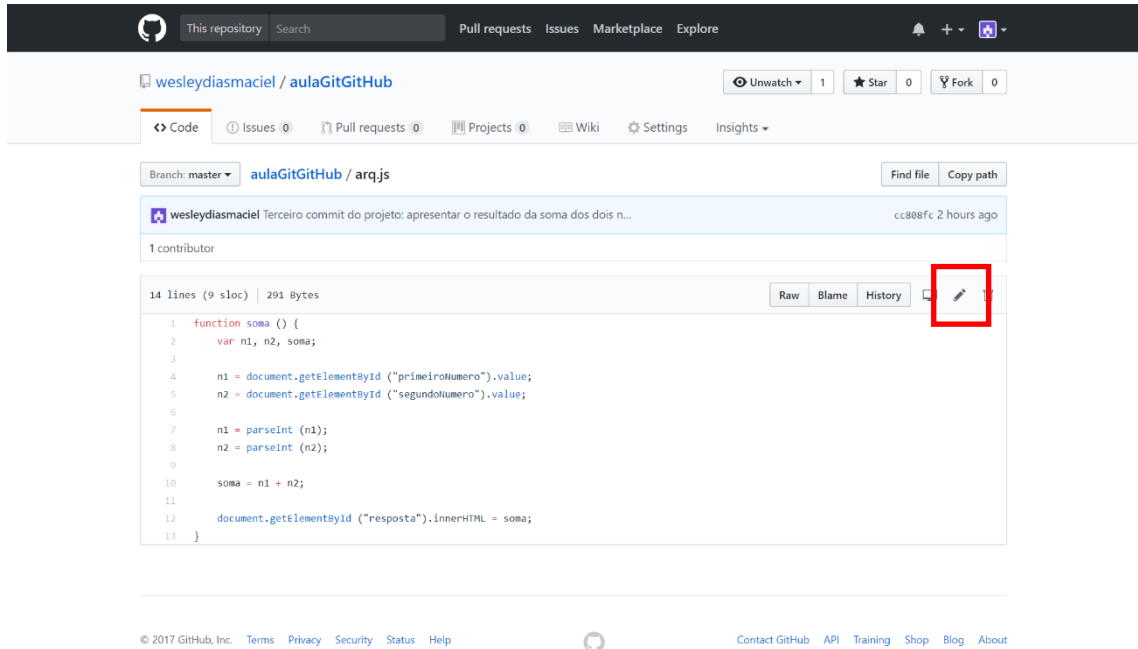 This repository Search Pull requests Issues Marketplace Explore
wesleydiasmaciel / aulaGitGitHub Unwatch 1 Star 0 Fork 0
Code Issues 0 Pull requests 0 Projects 0 Wiki Settings Insights
Branch: master aulaGitGitHub / arq.js Find file Copy path
wesleydiasmaciel Terceiro commit do projeto: apresentar o resultado da soma dos dois n... cc808fc 2 hours ago
1 contributor
14 lines (9 sloc) 291 Bytes Raw Blame History
1 function soma () {
2 var n1, n2, soma;
3
4 n1 = document.getElementById ("primeiroNumero").value;
5 n2 = document.getElementById ("segundoNumero").value;
6
7 n1 = parseInt (n1);
8 n2 = parseInt (n2);
9
10 soma = n1 + n2;
11
12 document.getElementById ("resposta").innerHTML = soma;
13 }
© 2017 GitHub, Inc. Terms Privacy Security Status Help Contact GitHub API Training Shop Blog About